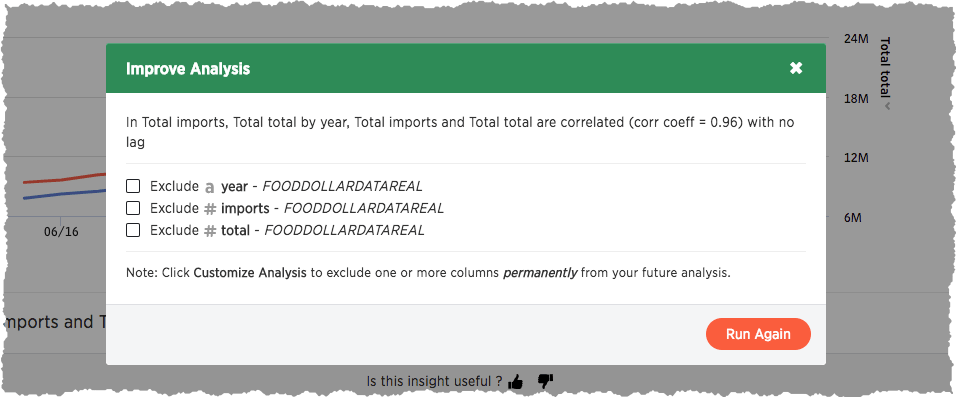 24M
Total total
Improve Analysis
18M
In Total imports, Total total by year, Total imports and Total total are correlated (corr coeff = 0.96) with no
lag
12M
Exclude a year - FOODDOLLARDATAREAL
Exclude # imports - FOODDOLLARDATAREAL
6M
Exclude # total - FOODDOLLARDATAREAL
06/16
Note: Click Customize Analysis to exclude one or more columns permanently from your future analysis.
mports and T
Run Again
Is this insight useful ?